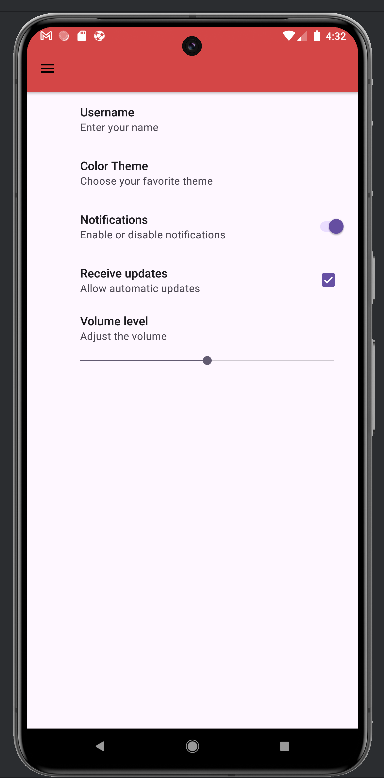 4:32
Username
Enter your name
Color Theme
Choose your favorite theme
Notifications
Enable or disable notifications
Receive updates
Allow automatic updates
Volume level
Adjust the volume